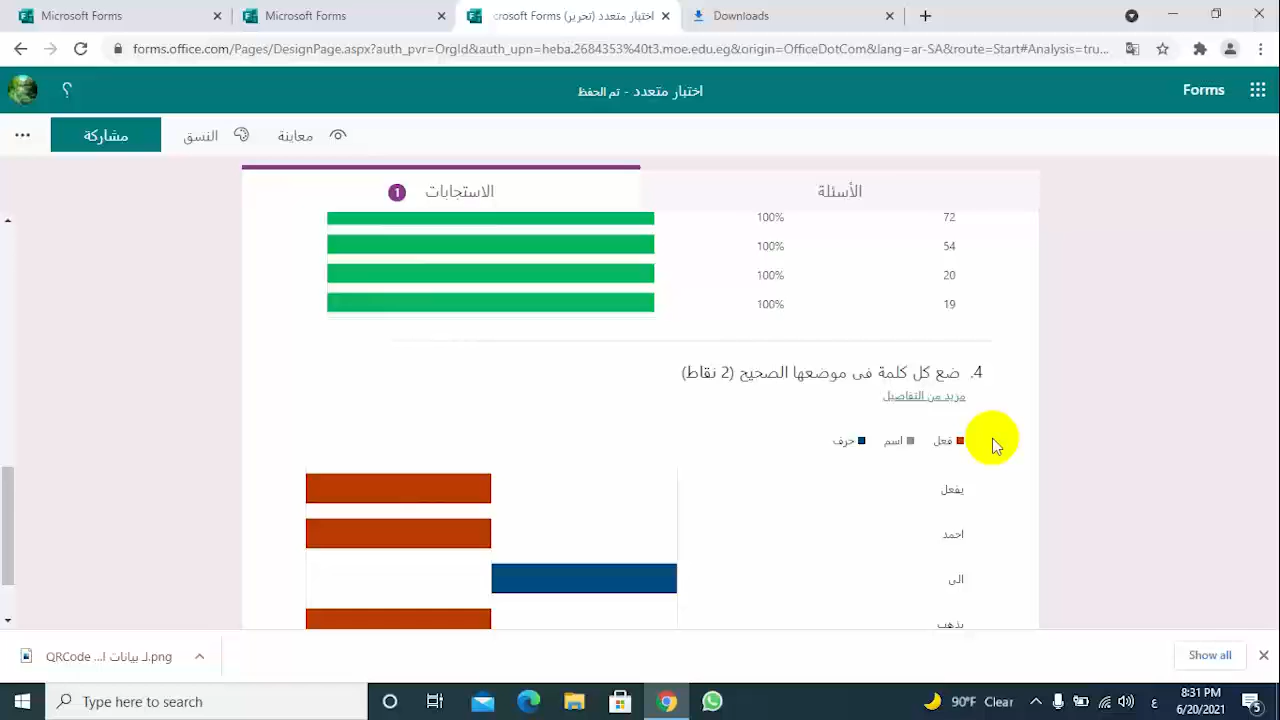 Microsoft Forms
Microsoft Forms
اختبار متعدد (تحرير) crosoft Forms
Downloads
forms.office.com/Pages/DesignPage.aspx?auth_pvr=OrgId&auth_upn=heba.2684353%40t3.moe.edu.eg&origin=OfficeDotCom&lang=ar-SA&route=Start#Analysis=tru...
Forms
اختبار متعدد - تم الحفظ
؟
معاينة
النسق
مشاركة
الأسئلة
الاستجابات 1
72 100%
54 100%
20 100%
19 100%
4. ضع كل كلمة فى موضعها الصحيح (2 نقاط)
مزيد من التفاصيل
فعل اسم حرف
يفعل
احمد
الى
يذهب
QRCode لـ بيانات ا... .png
Show all
Type here to search
90°F Clear
ع
8:31 PM
6/20/2021
5